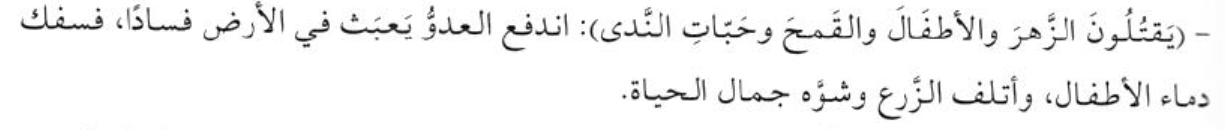 - (يَقتُلُونَ الزَّهرَ والأطفَالَ والقَمحَ وحَبّاتِ النَّدى): اندفع العدوُّ يَعبَث في الأرض فسادًا، فسفك
دماء الأطفال، وأتلف الزَّرع وشوَّه جمال الحياة.